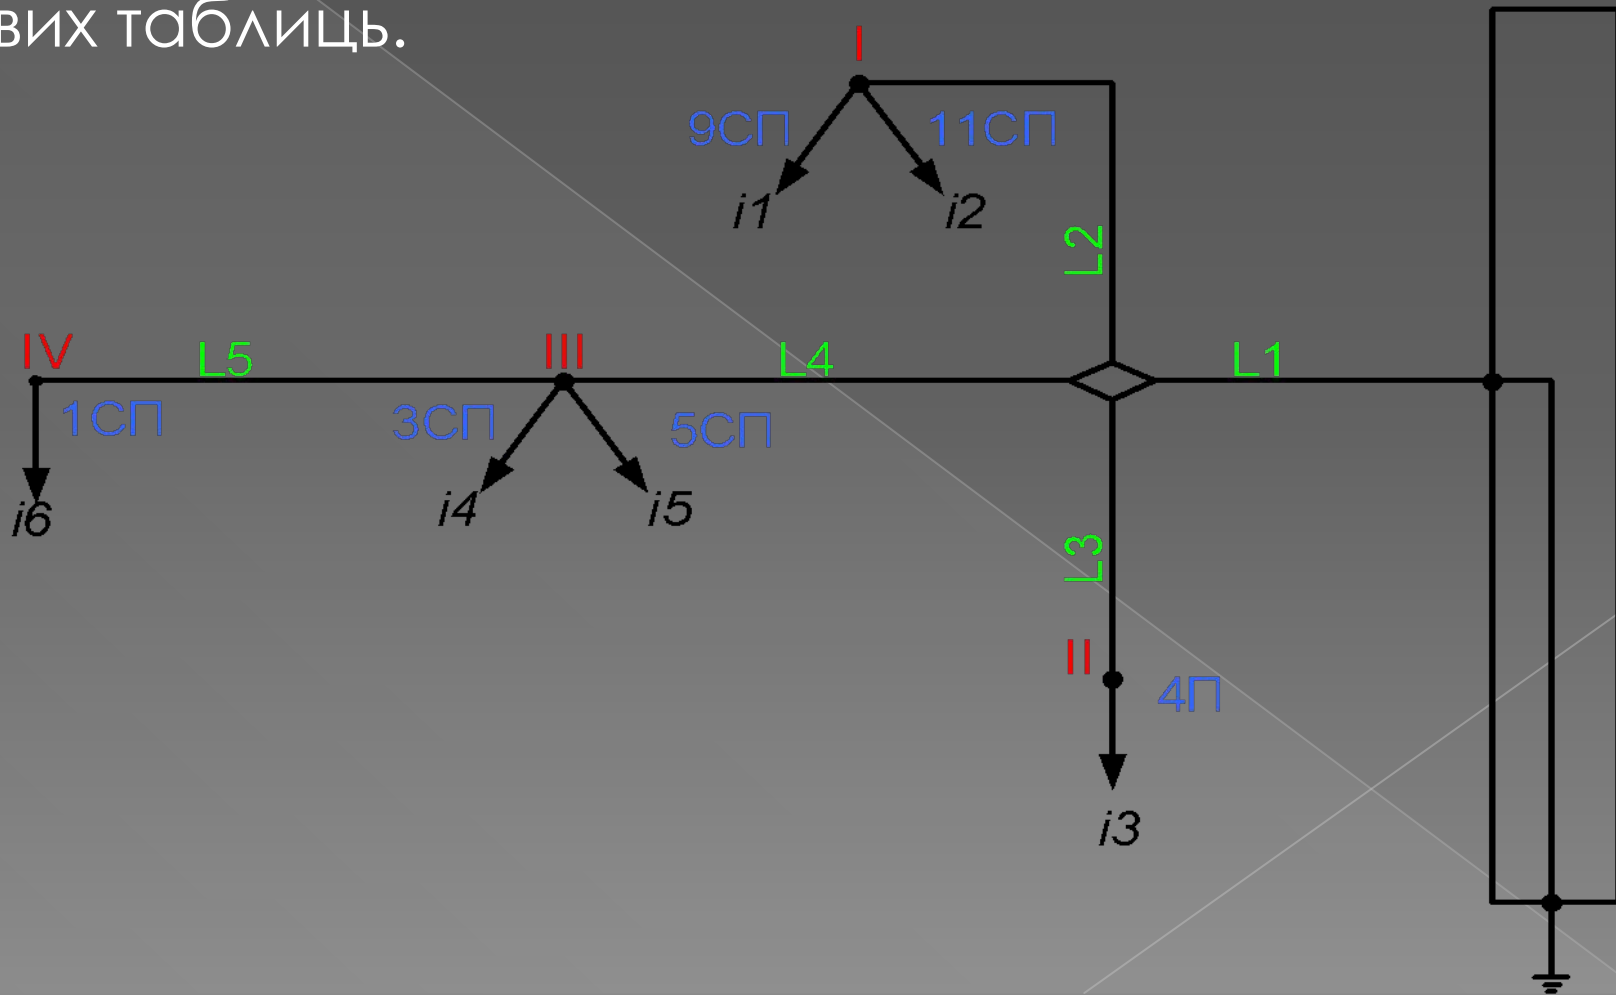 вих таблиць.
I
9СП 11СП
i1 i2
L2
IV L5 III L4 L1
1СП 3СП 5СП
i6 i4 i5
L3
II 4П
i3